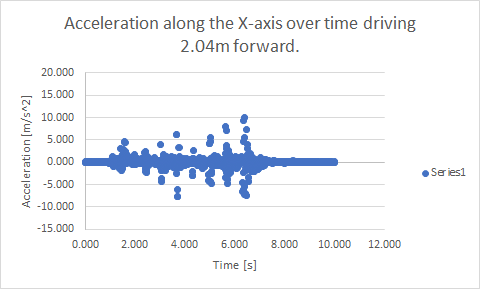 Acceleration along the X-axis over time driving
2.04m forward.
20.000
15.000
10.000
5.000
0.000
-5.000
-10.000
-15.000
Acceleration [m/s^2]
0.000 2.000 4.000 6.000 8.000 10.000 12.000
Time [s]
Series1